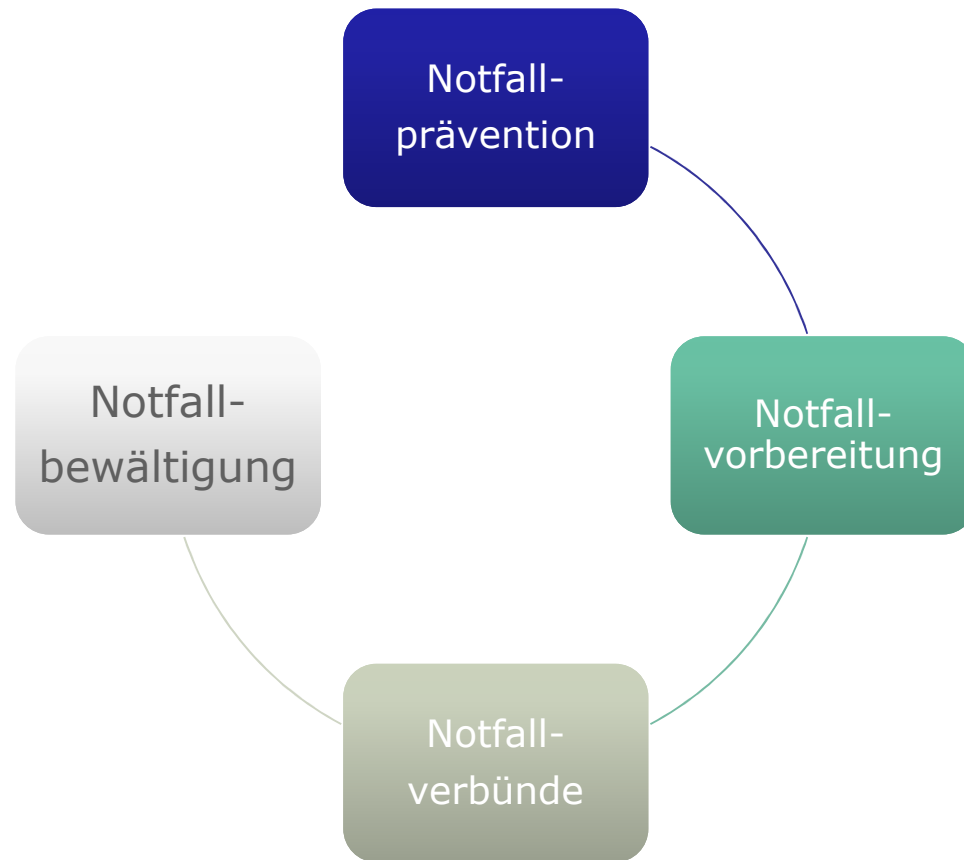 Notfall-
prävention
Notfall-
vorbereitung
Notfall-
verbünde
Notfall-
bewältigung